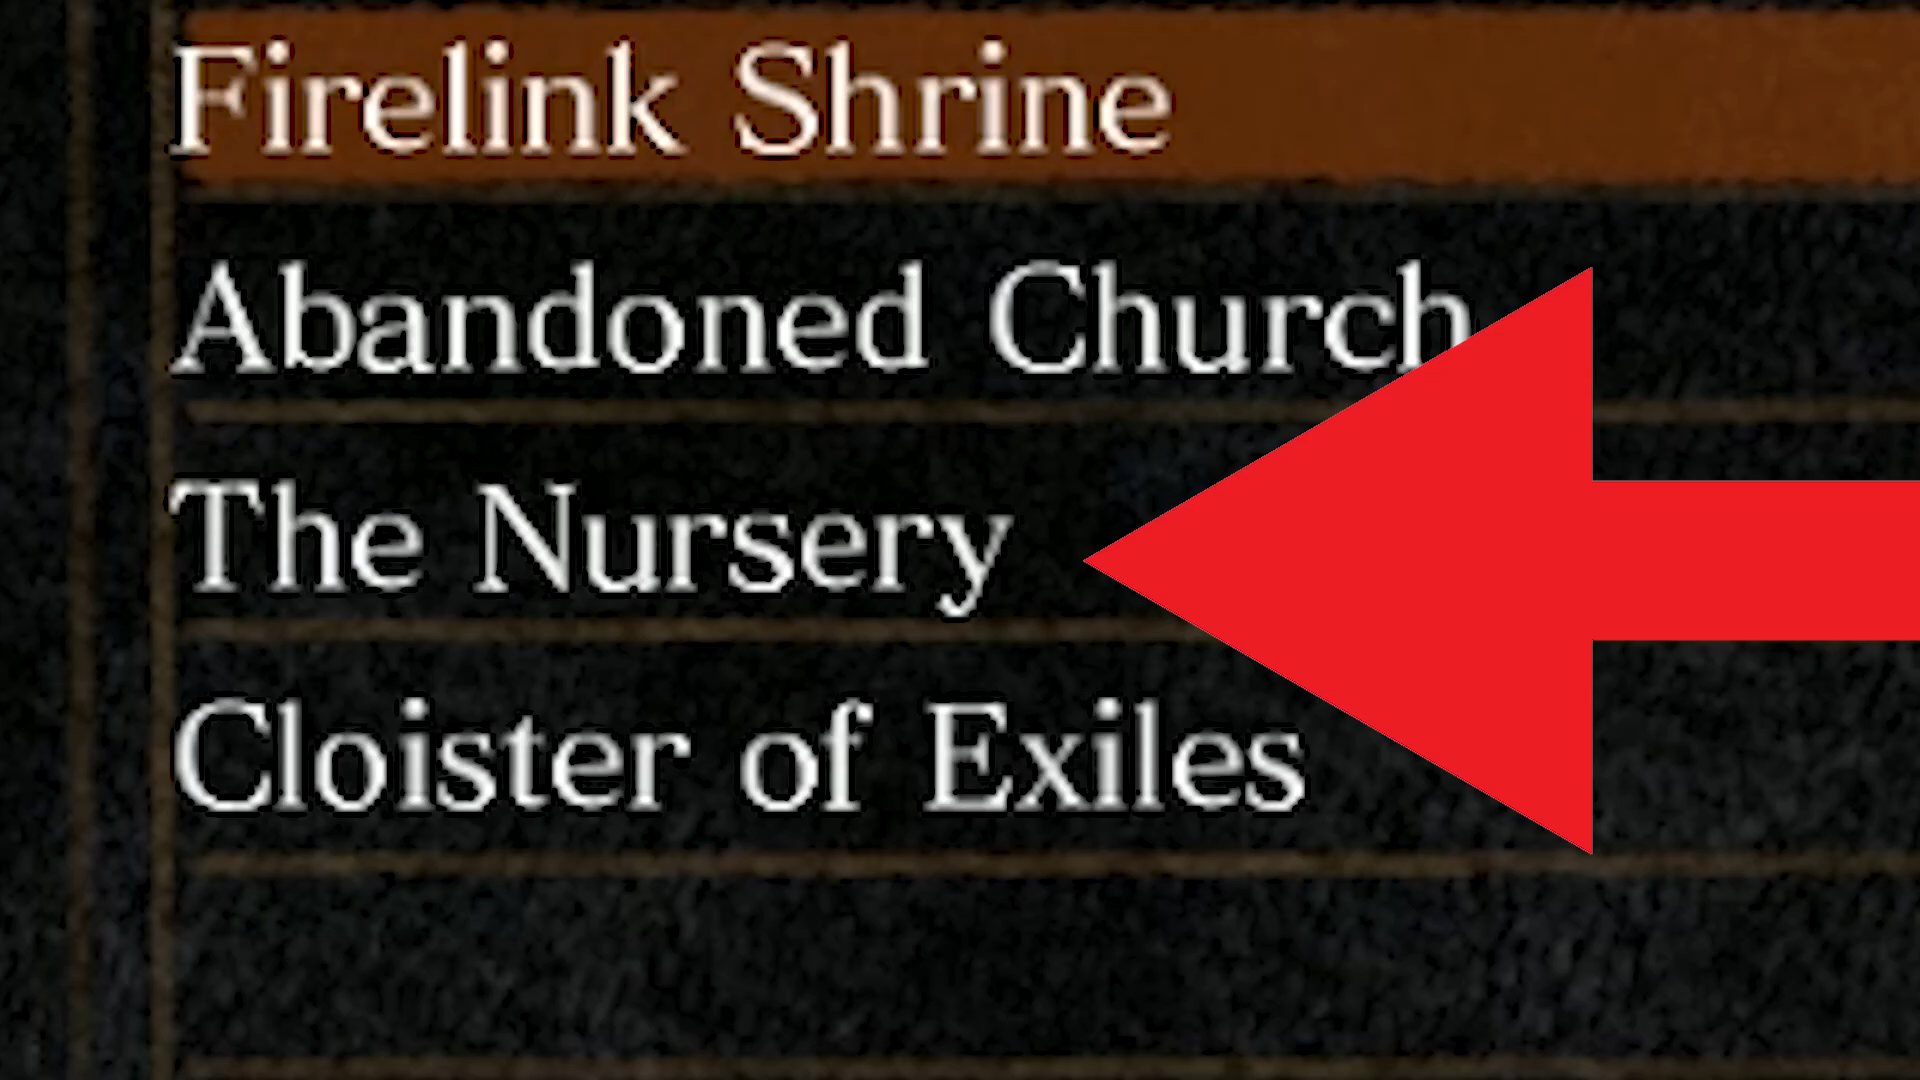 Firelink Shrine
Abandoned Church
The Nursery
Cloister of Exiles